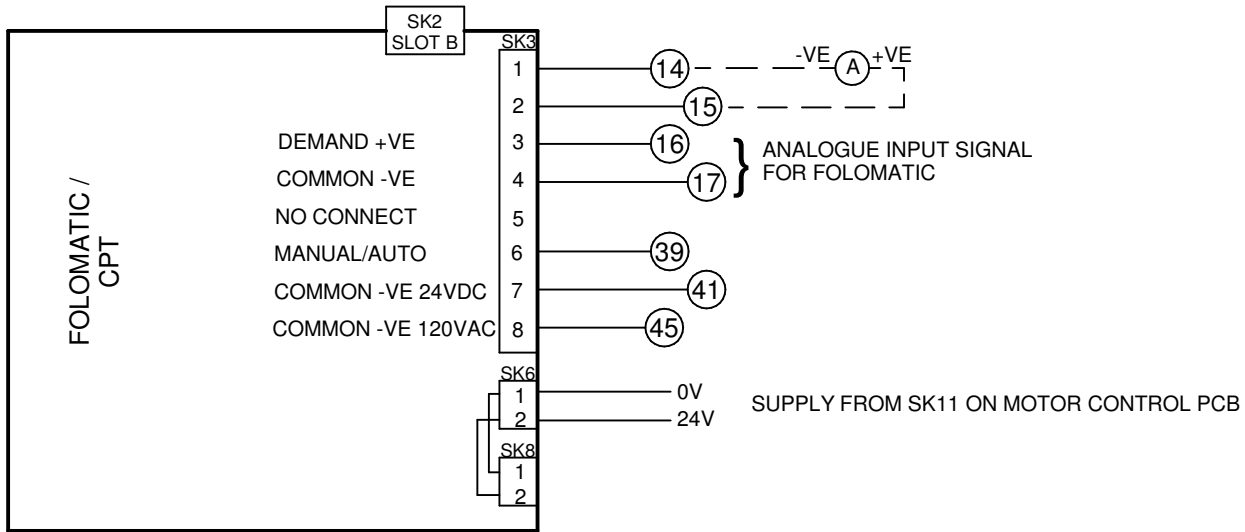 SK2
SLOT B
SK3
1
14
-VE
A
+VE
2
15
DEMAND +VE
3
16
COMMON -VE
4
17
}
ANALOGUE INPUT SIGNAL
FOR FOLOMATIC
NO CONNECT
5
MANUAL/AUTO
6
39
COMMON -VE 24VDC
7
41
COMMON -VE 120VAC
8
45
FOLOMATIC /
CPT
SK6
1
0V
2
24V
SUPPLY FROM SK11 ON MOTOR CONTROL PCB
SK8
1
2